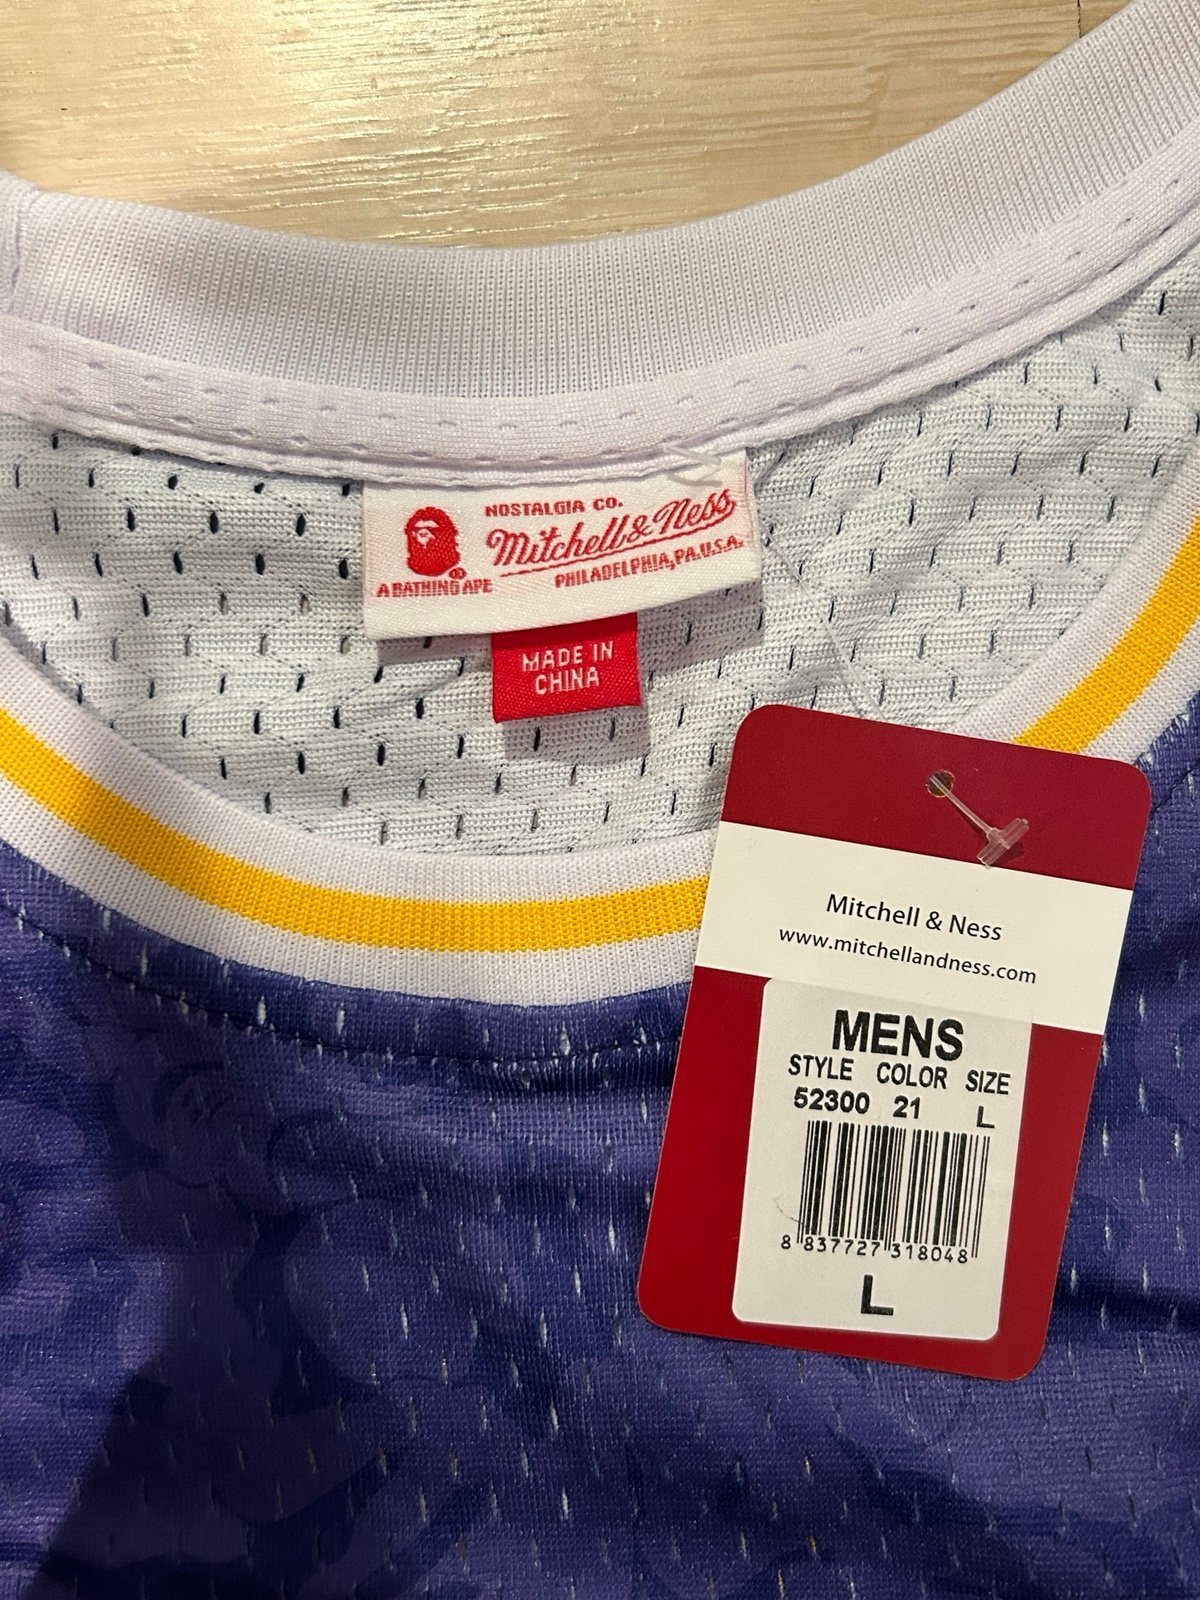 NOSTALGIA CO.
Mitchell & Ness
PHILADELPHIA, PA. U.S.A.
A BATHING APE®
MADE IN
CHINA
Mitchell & Ness
www.mitchellandness.com
MENS
STYLE COLOR SIZE
52300 21 L
8 837727 318048
L